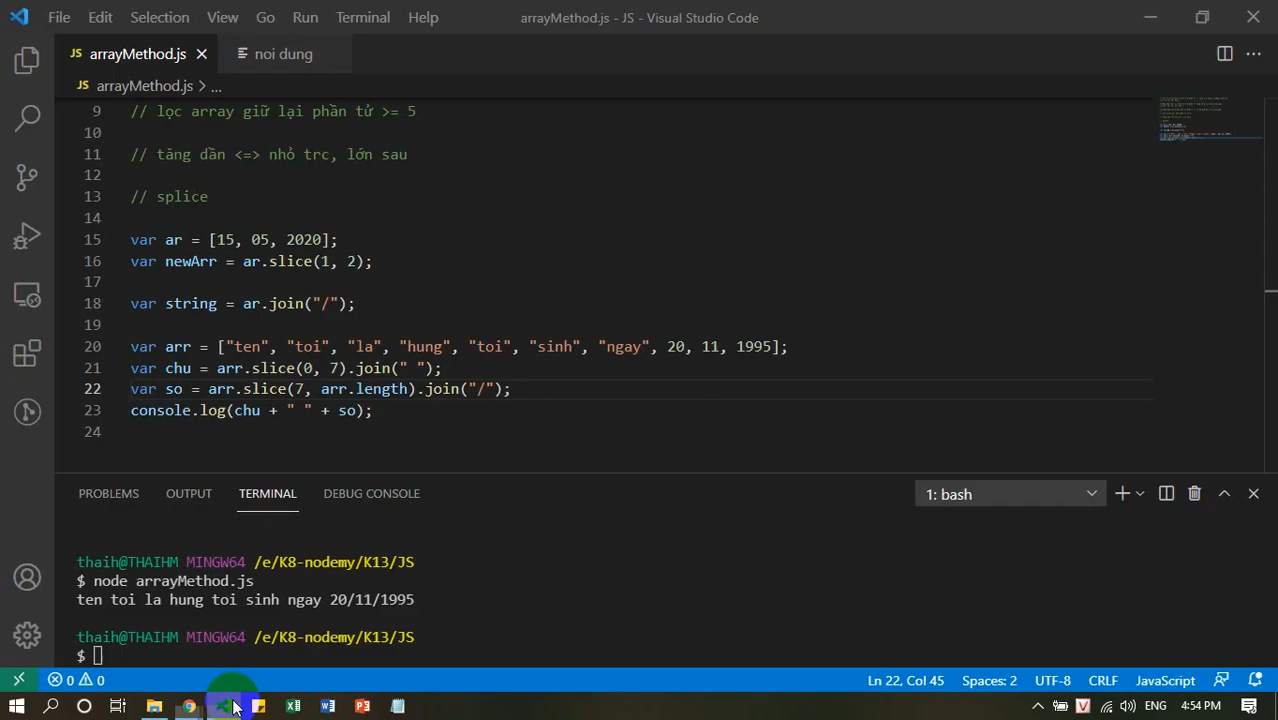 File Edit Selection View Go Run Terminal Help arrayMethod.js - JS - Visual Studio Code
JS arrayMethod.js noi dung
JS arrayMethod.js > ...
9 // lọc array giữ lại phần tử >= 5
10
11 // tăng dần <=> nhỏ trc, lớn sau
12
13 // splice
14
15 var ar = [15, 05, 2020];
16 var newArr = ar.slice(1, 2);
17
18 var string = ar.join("/");
19
20 var arr = ["ten", "toi", "la", "hung", "toi", "sinh", "ngay", 20, 11, 1995];
21 var chu = arr.slice(0, 7).join(" ");
22 var so = arr.slice(7, arr.length).join("/");
23 console.log(chu + " " + so);
24
PROBLEMS OUTPUT TERMINAL DEBUG CONSOLE 1: bash
thaih@THAIHM MINGW64 /e/K8-nodemy/K13/JS
$ node arrayMethod.js
ten toi la hung toi sinh ngay 20/11/1995
thaih@THAIHM MINGW64 /e/K8-nodemy/K13/JS
$
0 0 Ln 22, Col 45 Spaces: 2 UTF-8 CRLF JavaScript
ENG 4:54 PM